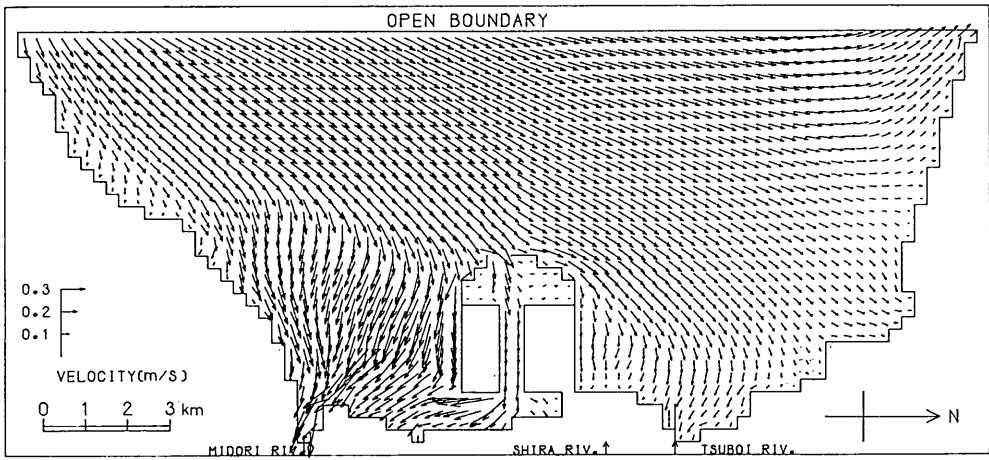 OPEN BOUNDARY
0.3
0.2
0.1
VELOCITY(m/s)
0 1 2 3 km
N
MIDORI RIV.
SHIRA RIV.
TSUBOI RIV.